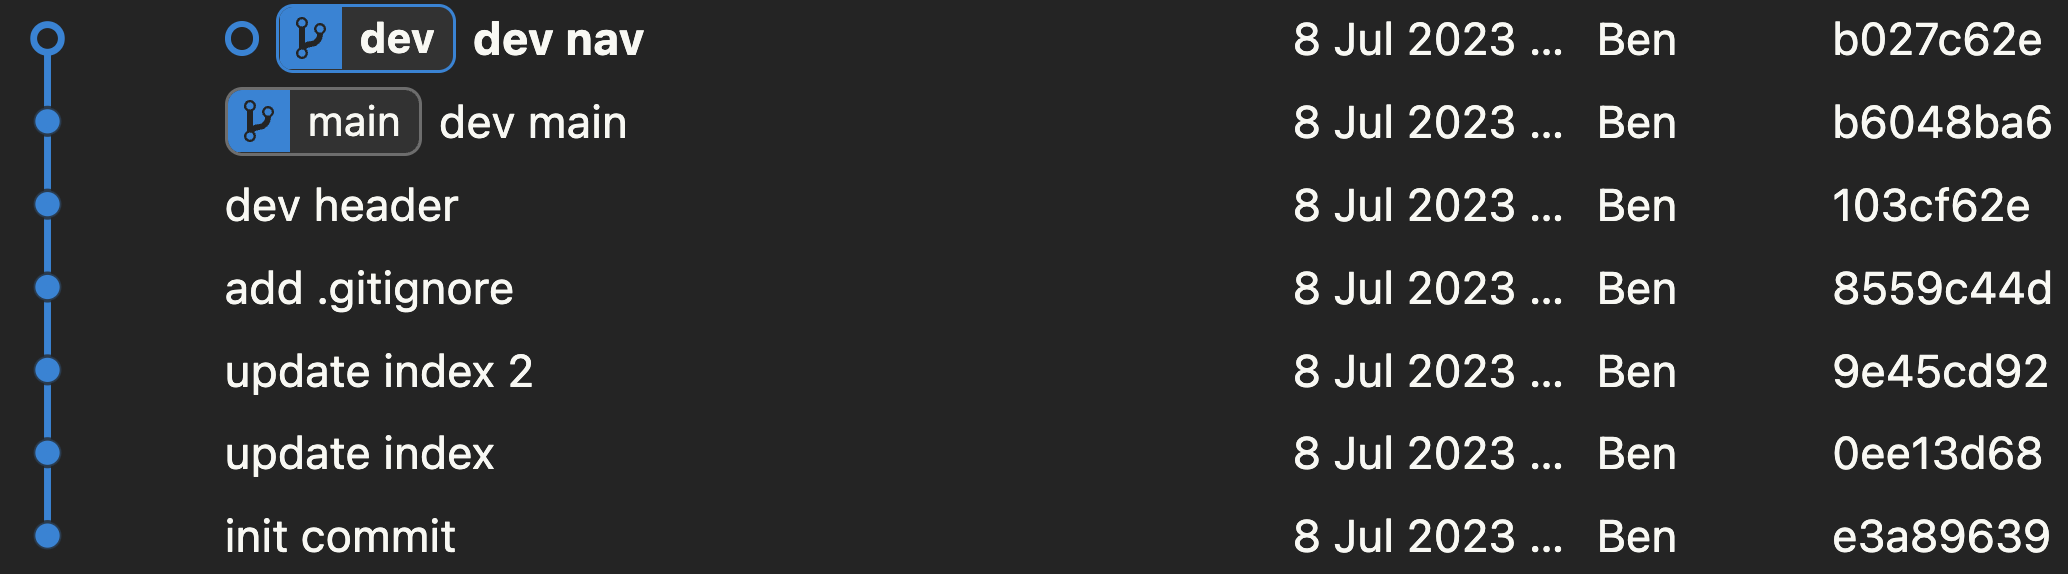 dev dev nav 8 Jul 2023 ... Ben b027c62e
main dev main 8 Jul 2023 ... Ben b6048ba6
dev header 8 Jul 2023 ... Ben 103cf62e
add .gitignore 8 Jul 2023 ... Ben 8559c44d
update index 2 8 Jul 2023 ... Ben 9e45cd92
update index 8 Jul 2023 ... Ben 0ee13d68
init commit 8 Jul 2023 ... Ben e3a89639